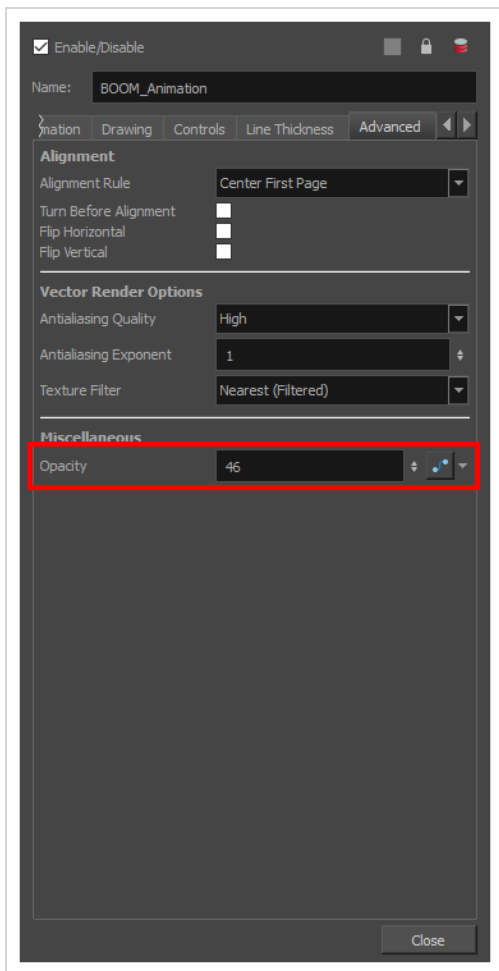 Enable/Disable
Name: BOOM_Animation
mation Drawing Controls Line Thickness Advanced
Alignment
Alignment Rule Center First Page
Turn Before Alignment
Flip Horizontal
Flip Vertical
Vector Render Options
Antialiasing Quality High
Antialiasing Exponent 1
Texture Filter Nearest (Filtered)
Miscellaneous
Opacity 46
Close